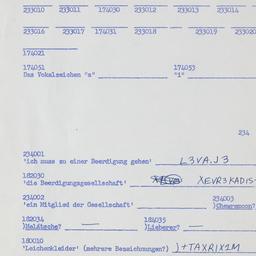 233010 233011 174030 233012 233013 233014
233016 233017 174031 233018 233019 233020
174021
174051 174053
Das Vokalzeichen "a" "i"
234
234001
'ich muss zu einer Beerdigung gehen' L3VA.J3
182030
'die Beerdigungsgesellschaft' XEVR3KADIS-
234002 234003
'ein Mitglied der Gesellschaft'
182034 184035
)Melätsche? — )Lieberer? —
180010
'Leichenkleider' (mehrere Bezeichnungen?) )+TAXRIX1M